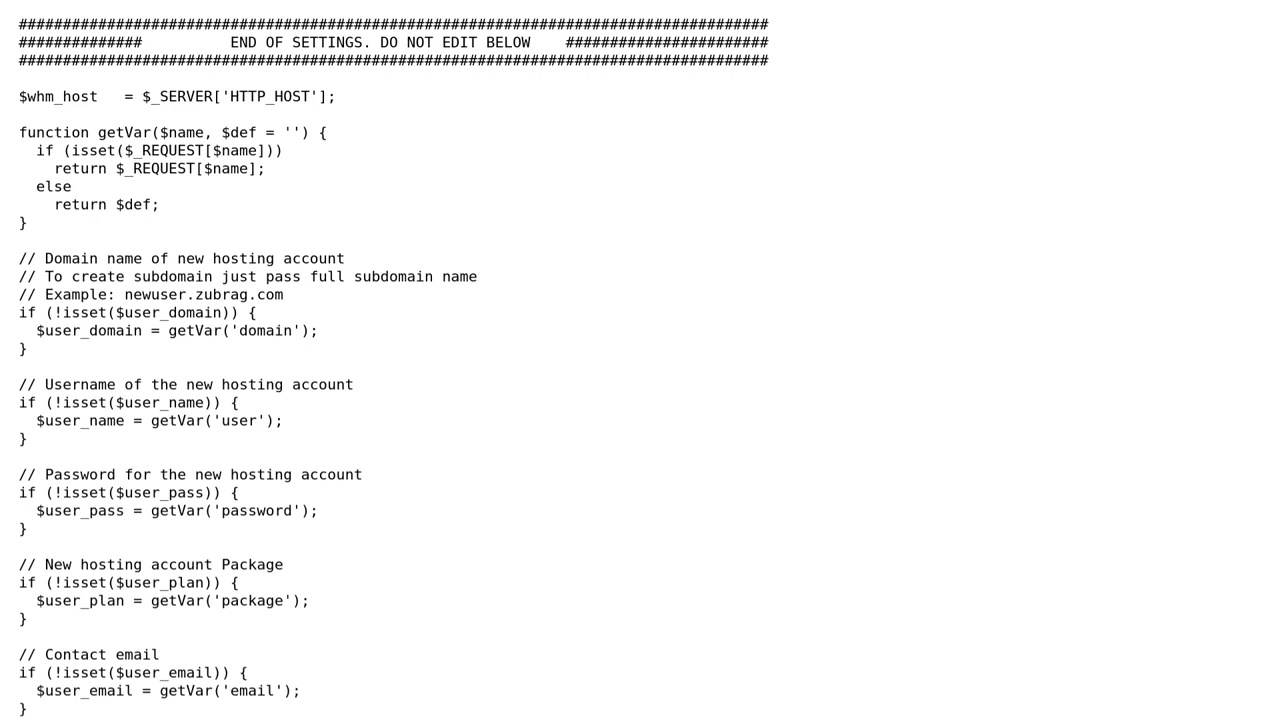 #####################################################################################
##############          END OF SETTINGS. DO NOT EDIT BELOW    #######################
#####################################################################################

$whm_host   = $_SERVER['HTTP_HOST'];

function getVar($name, $def = '') {
  if (isset($_REQUEST[$name]))
    return $_REQUEST[$name];
  else
    return $def;
}

// Domain name of new hosting account
// To create subdomain just pass full subdomain name
// Example: newuser.zubrag.com
if (!isset($user_domain)) {
  $user_domain = getVar('domain');
}

// Username of the new hosting account
if (!isset($user_name)) {
  $user_name = getVar('user');
}

// Password for the new hosting account
if (!isset($user_pass)) {
  $user_pass = getVar('password');
}

// New hosting account Package
if (!isset($user_plan)) {
  $user_plan = getVar('package');
}

// Contact email
if (!isset($user_email)) {
  $user_email = getVar('email');
}